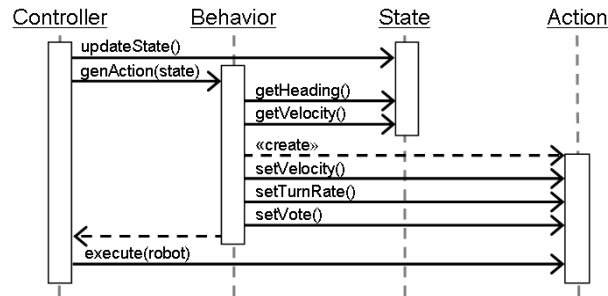 Controller Behavior State Action
updateState()
genAction(state)
getHeading()
getVelocity()
«create»
setVelocity()
setTurnRate()
setVote()
execute(robot)